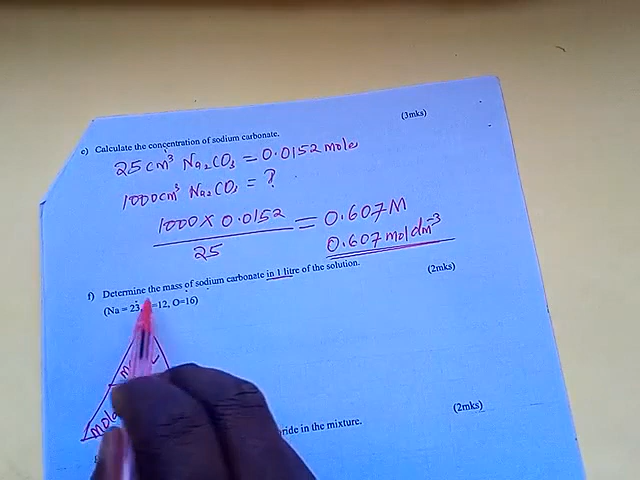 c) Calculate the concentration of sodium carbonate. (3mks)
25 cm³ Na₂CO₃ = 0.0152 mole
1000cm³ Na₂CO₃ = ?
1000 X 0.0152 = 0.607M
25
0.607 mol dm⁻³
f) Determine the mass of sodium carbonate in 1 litre of the solution. (2mks)
(Na = 23, =12, O=16)
(2mks)
in the mixture.